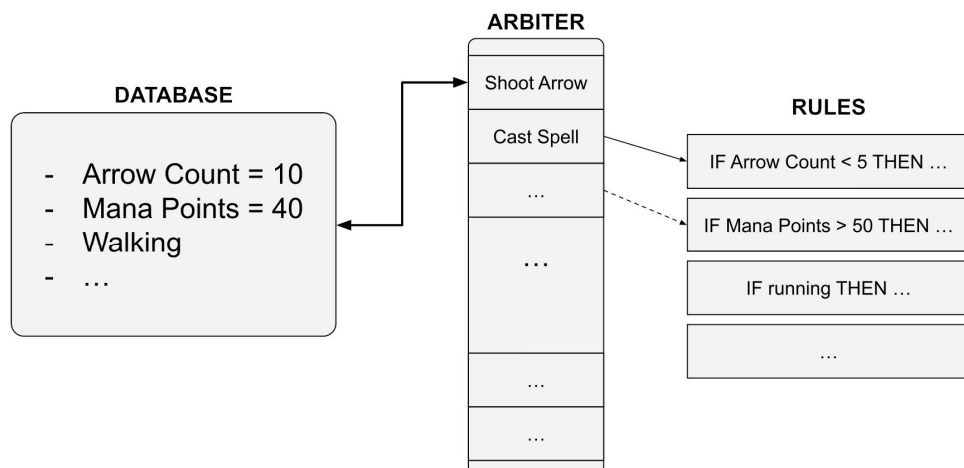 ARBITER
DATABASE
- Arrow Count = 10
- Mana Points = 40
- Walking
- …
Shoot Arrow
Cast Spell
…
…
…
…
RULES
IF Arrow Count < 5 THEN …
IF Mana Points > 50 THEN …
IF running THEN …
…